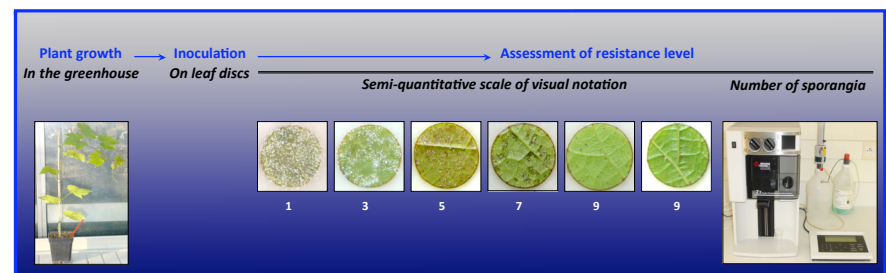 Plant growth
In the greenhouse
Inoculation
On leaf discs
Assessment of resistance level
Semi-quantitative scale of visual notation
Number of sporangia
1 3 5 7 9 9